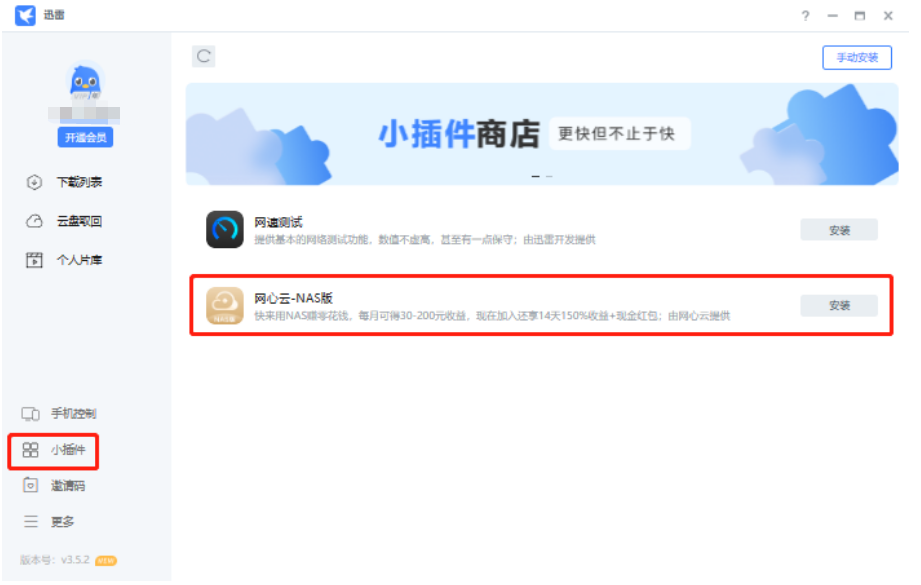 迅雷
?
手动安装
开通会员
小插件商店 更快但不止于快
下载列表
云盘取回
个人片库
网速测试
提供基本的网络测试功能，数值不虚高，甚至有一点保守；由迅雷开发提供
安装
网心云-NAS版
快来用NAS赚零花钱，每月可得30-200元收益，现在加入还享14天150%收益+现金红包；由网心云提供
安装
手机控制
小插件
邀请码
更多
版本号：v3.5.2 NEW